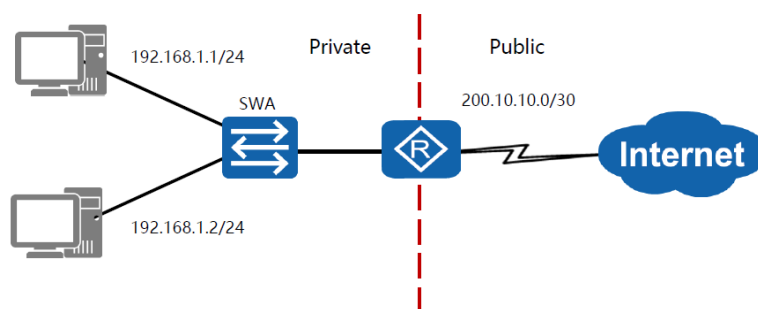 192.168.1.1/24
Private
Public
SWA
200.10.10.0/30
R
Internet
192.168.1.2/24